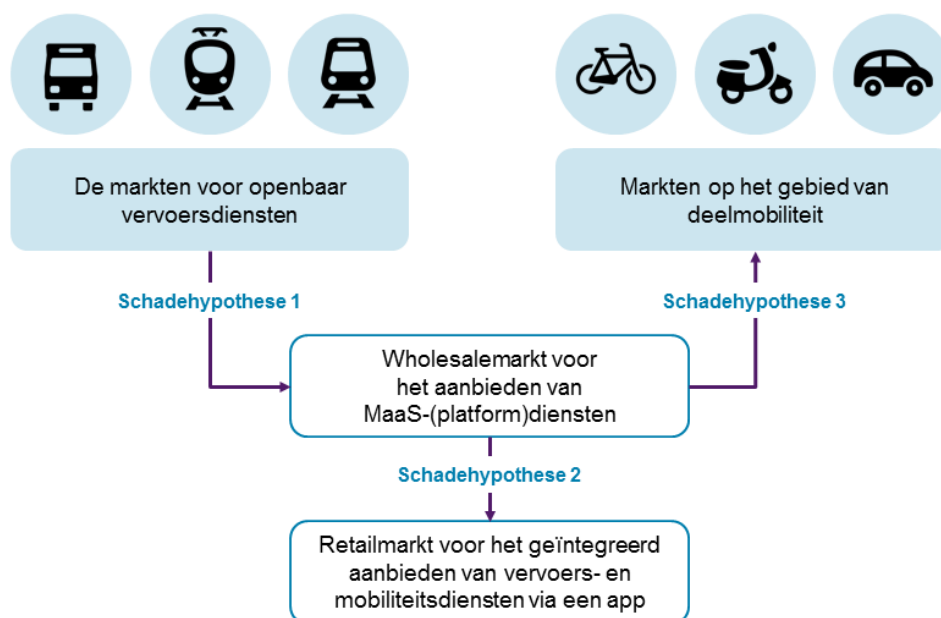 De markten voor openbaar
vervoersdiensten
Markten op het gebied van
deelmobiliteit
Schadehypothese 1
Schadehypothese 3
Wholesalemarkt voor
het aanbieden van
MaaS-(platform)diensten
Schadehypothese 2
Retailmarkt voor het geïntegreerd
aanbieden van vervoers- en
mobiliteitsdiensten via een app